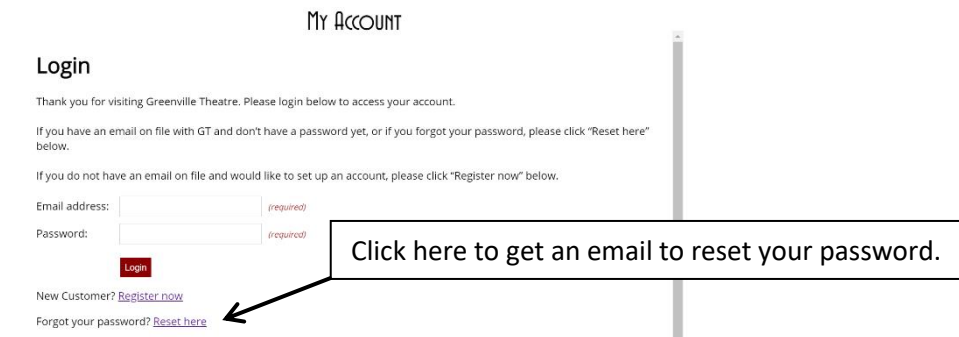 My Account
Login
Thank you for visiting Greenville Theatre. Please login below to access your account.
If you have an email on file with GT and don't have a password yet, or if you forgot your password, please click "Reset here"
below.
If you do not have an email on file and would like to set up an account, please click "Register now" below.
Email address: (required)
Password: (required)
Click here to get an email to reset your password.
Login
New Customer? Register now
Forgot your password? Reset here